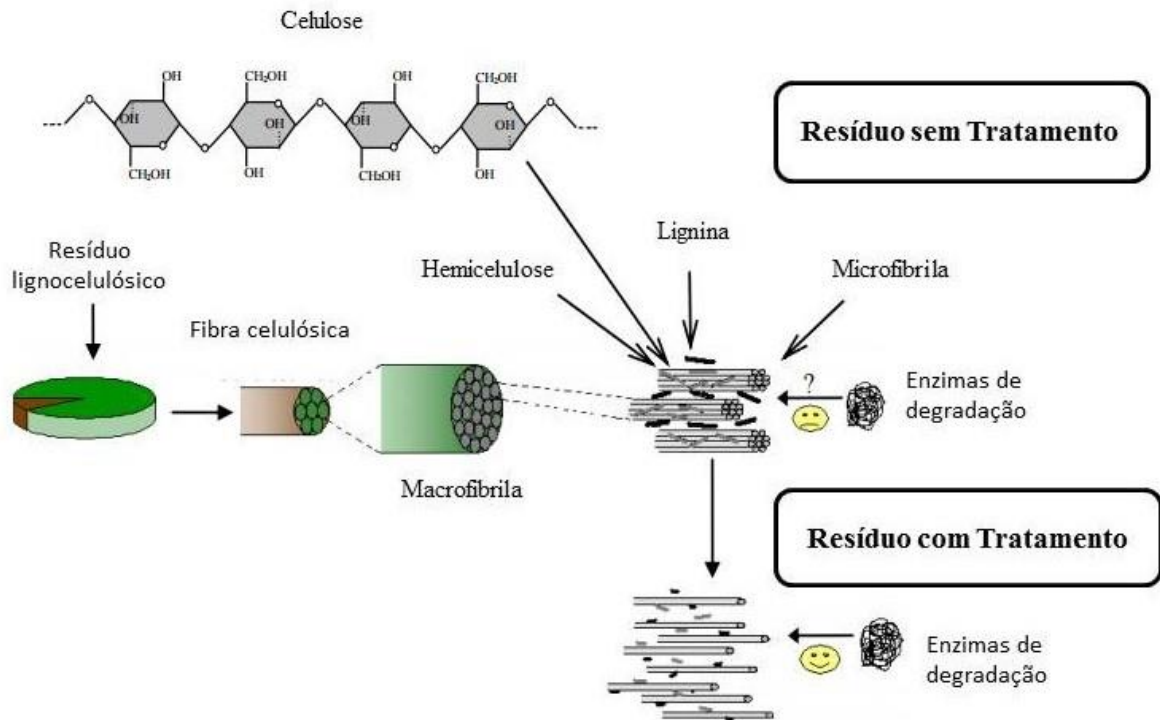 Celulose
OH
CH₂OH
OH
CH₂OH
O
O
O
O
O
OH
O
OH
O
OH
O
OH
O
O
O
CH₂OH
OH
CH₂OH
OH
Resíduo sem Tratamento
Lignina
Hemicelulose
Microfibrila
Resíduo
lignocelulósico
Fibra celulósica
?
Enzimas de
degradação
Macrofibrila
Resíduo com Tratamento
Enzimas de
degradação